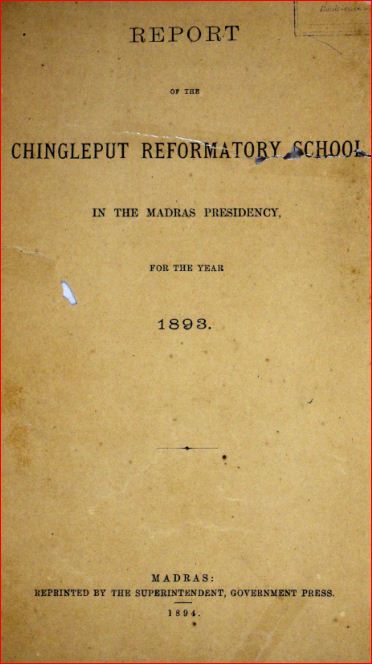 REPORT
OF THE
CHINGLEPUT REFORMATORY SCHOOL
IN THE MADRAS PRESIDENCY,
FOR THE YEAR
1893.
MADRAS:
REPRINTED BY THE SUPERINTENDENT, GOVERNMENT PRESS.
1894.